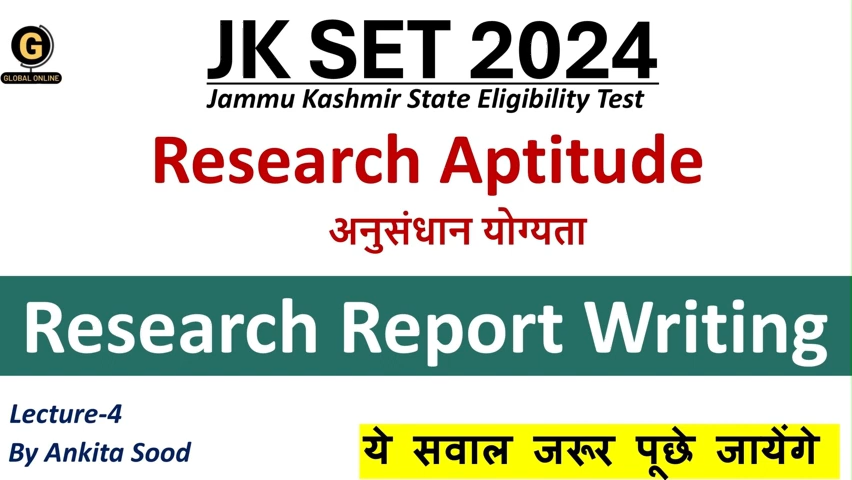 G
GLOBAL ONLINE
JK SET 2024
Jammu Kashmir State Eligibility Test
Research Aptitude
अनुसंधान योग्यता
Research Report Writing
Lecture-4
By Ankita Sood
ये सवाल जरूर पूछे जायेंगे